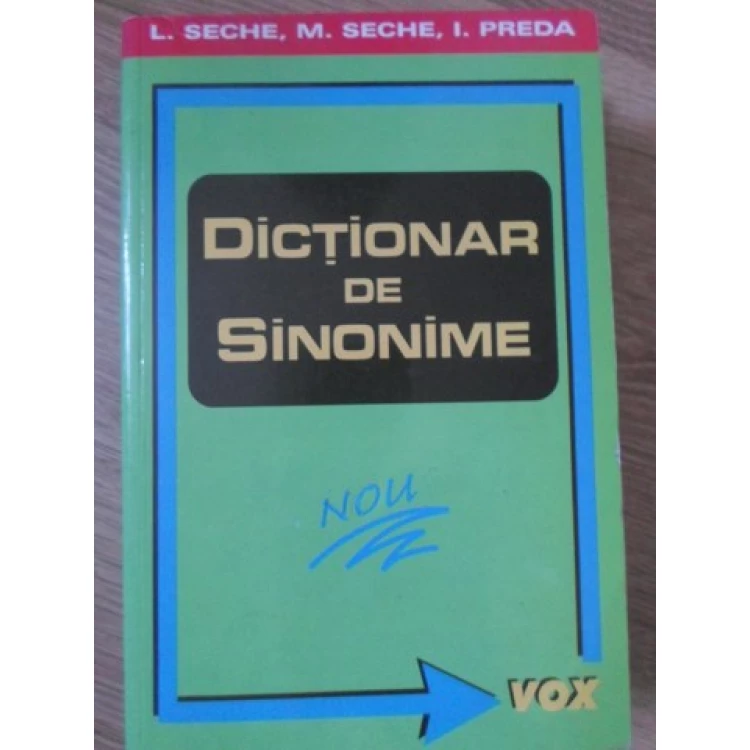 L. SECHE, M. SECHE, I. PREDA
DiCȚiONAR
DE
SiNONiME
NOU
VOX